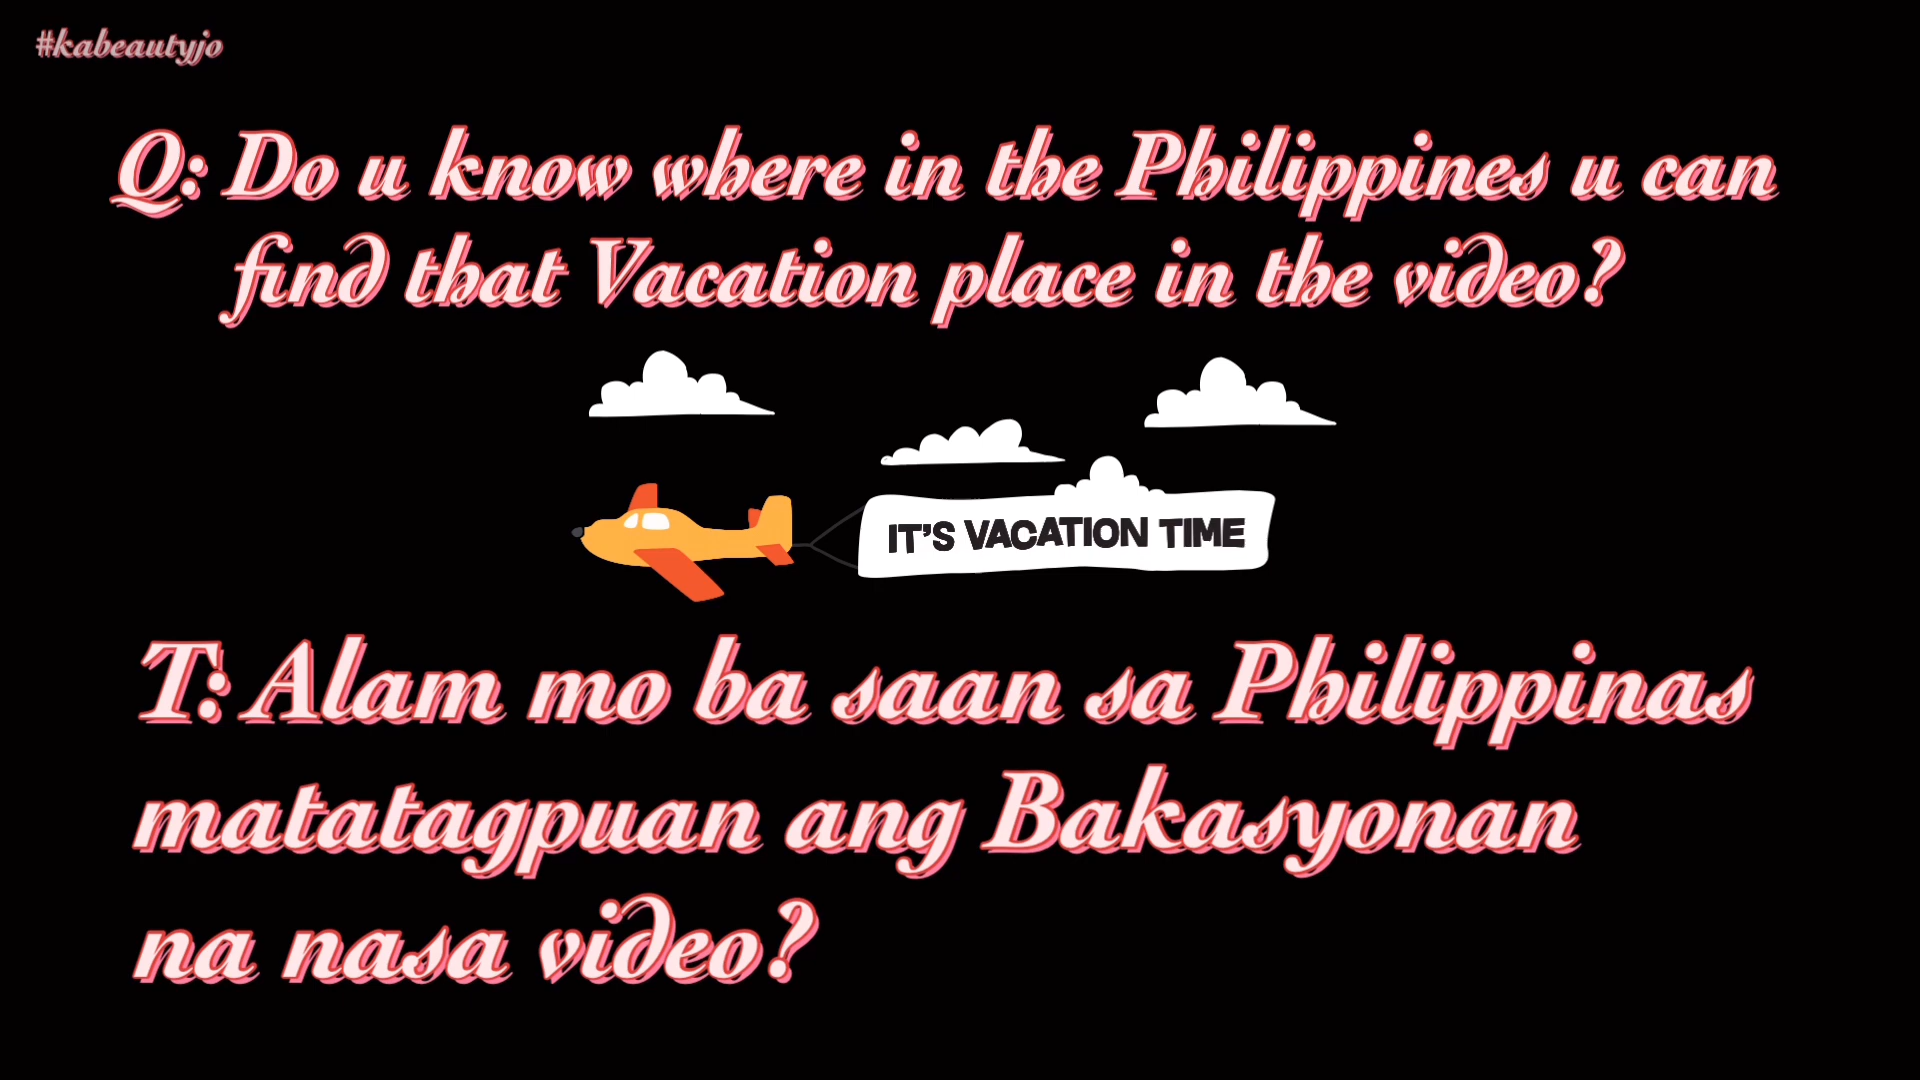 #kabeautyjo
Q: Do u know where in the Philippines u can
find that Vacation place in the video?
IT'S VACATION TIME
T: Alam mo ba saan sa Philippinas
matatagpuan ang Bakasyonan
na nasa video?